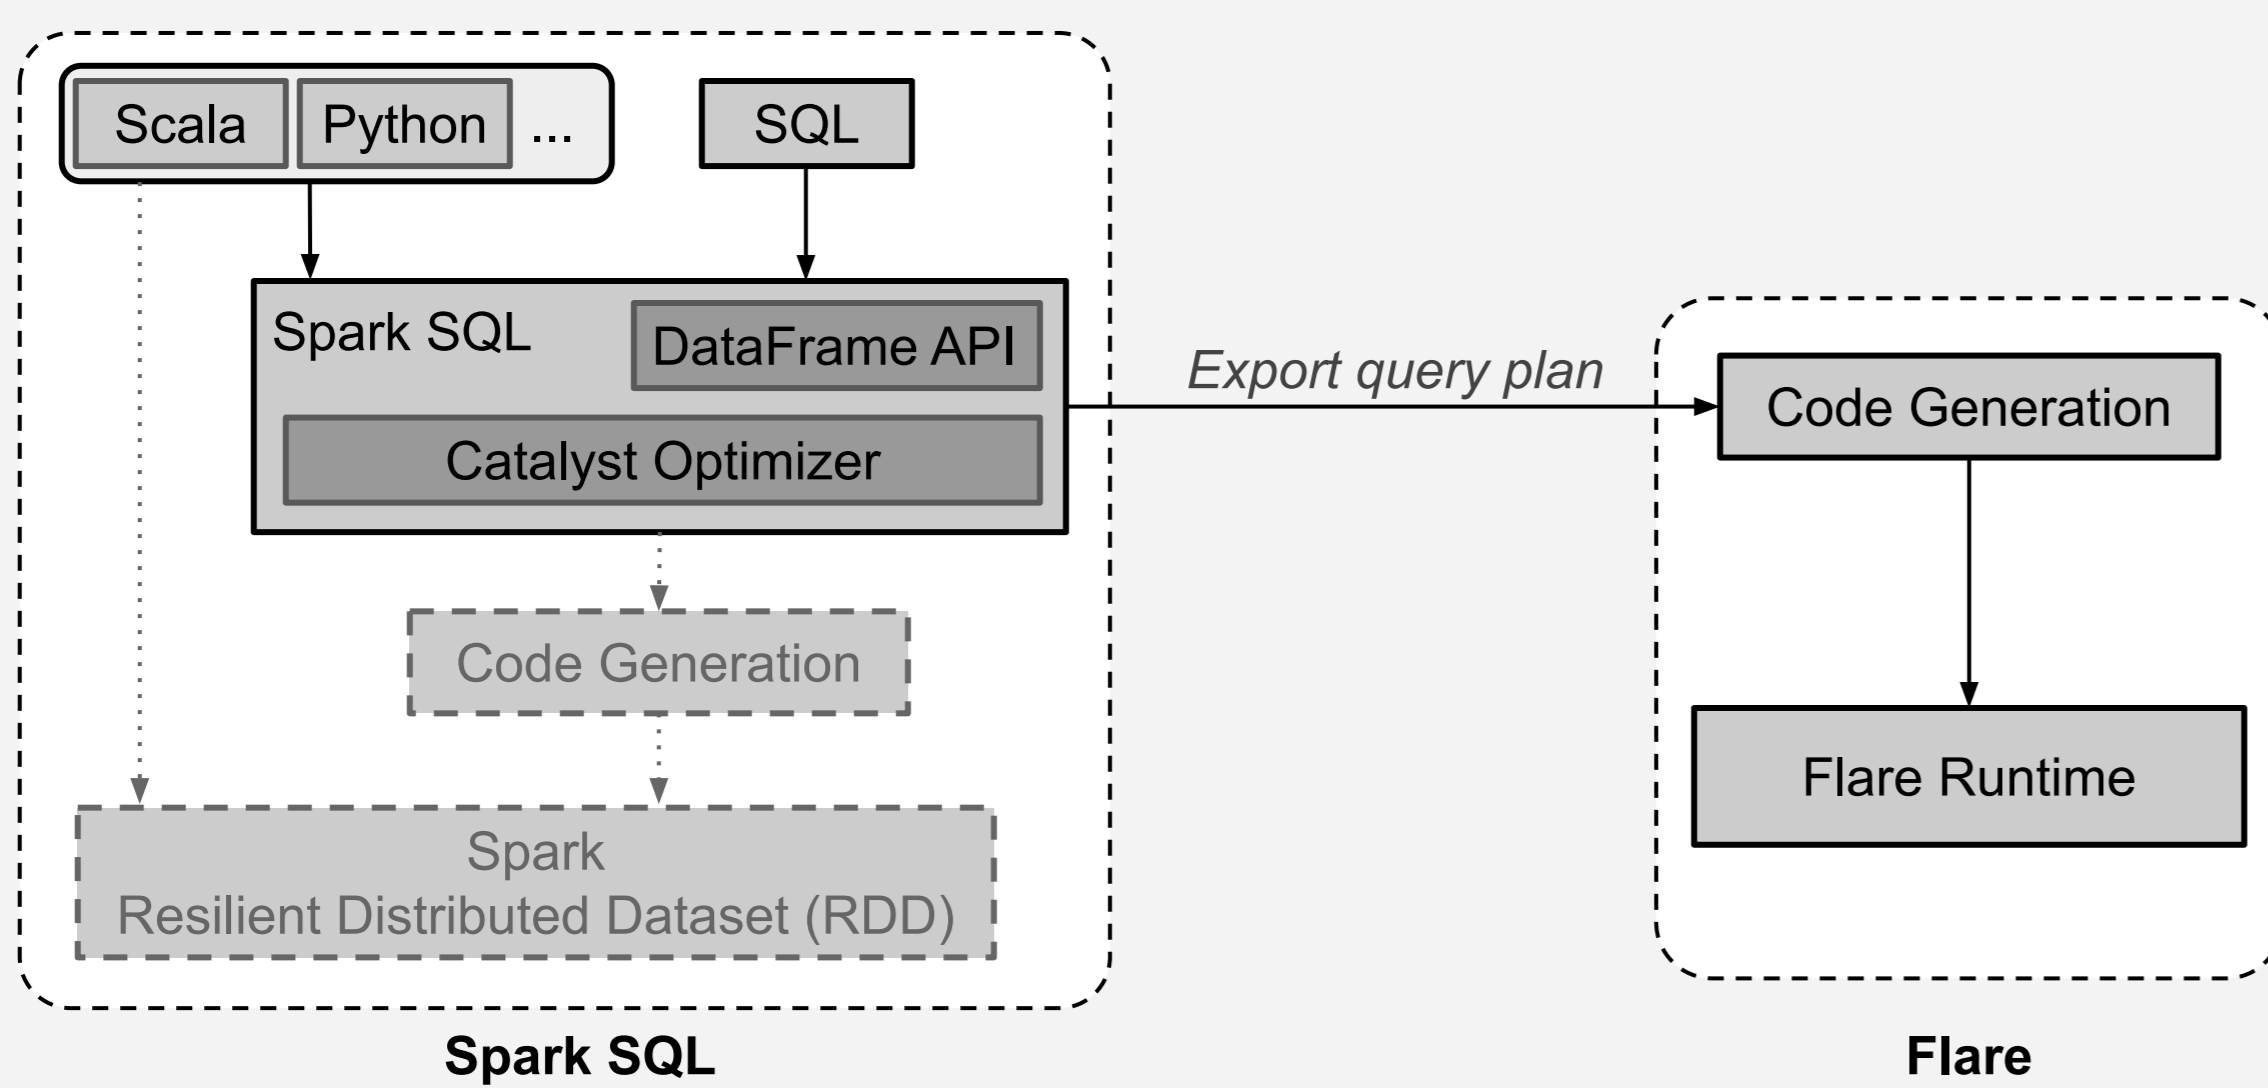 Scala
Python
...
SQL
Spark SQL
DataFrame API
Catalyst Optimizer
Export query plan
Code Generation
Code Generation
Flare Runtime
Spark
Resilient Distributed Dataset (RDD)
Spark SQL
Flare